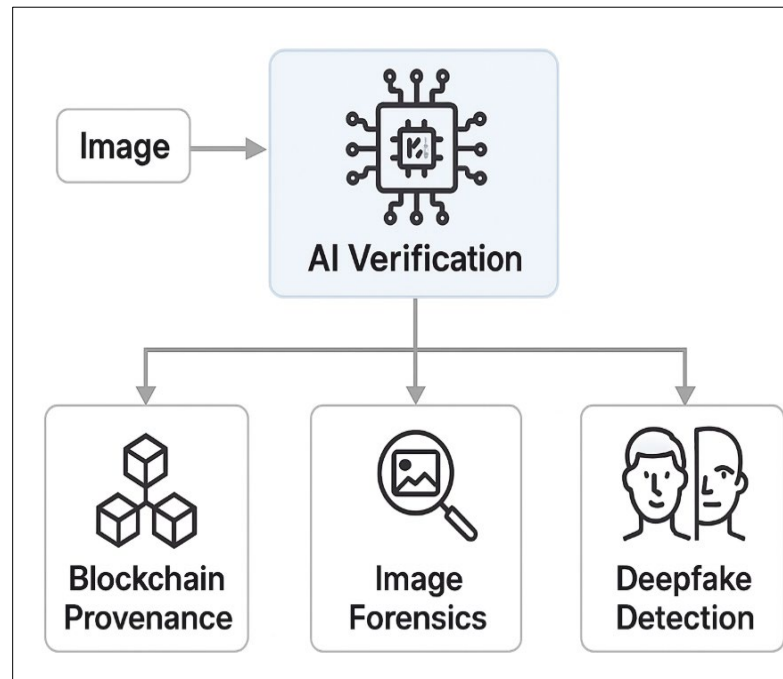 Image
AI Verification
Blockchain
Provenance
Image
Forensics
Deepfake
Detection